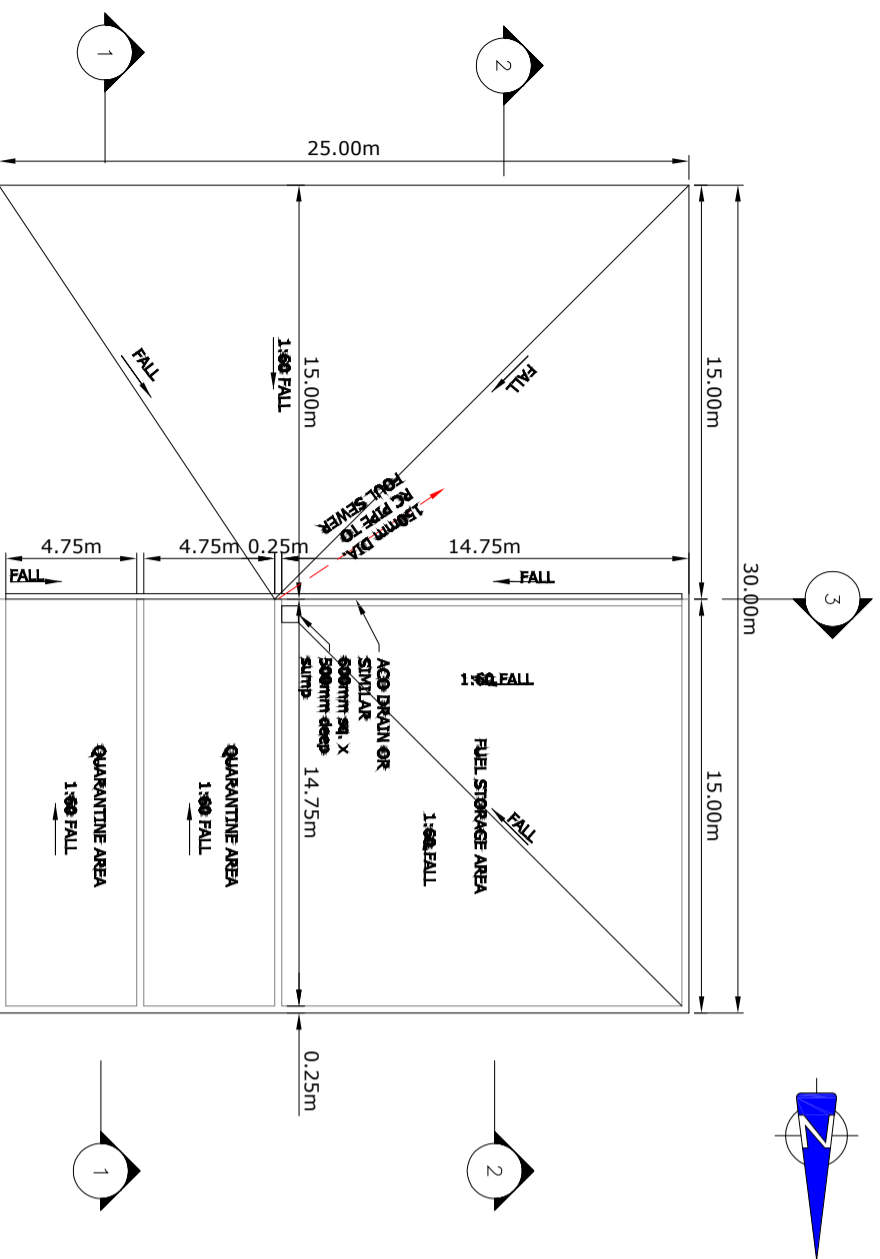 1
2
25.00m
15.00m
30.00m
15.00m
1:60 FALL
FALL
FALL
150mm DIA.
RC PIPE TO
FOUL SEWER
4.75m
4.75m
0.25m
14.75m
FALL
FALL
3
ACO DRAIN OR
SIMILAR
600mm sq. X
500mm deep
sump
1:60 FALL
15.00m
14.75m
FUEL STORAGE AREA
1:60 FALL
FALL
QUARANTINE AREA
1:60 FALL
QUARANTINE AREA
1:60 FALL
0.25m
1
2
N